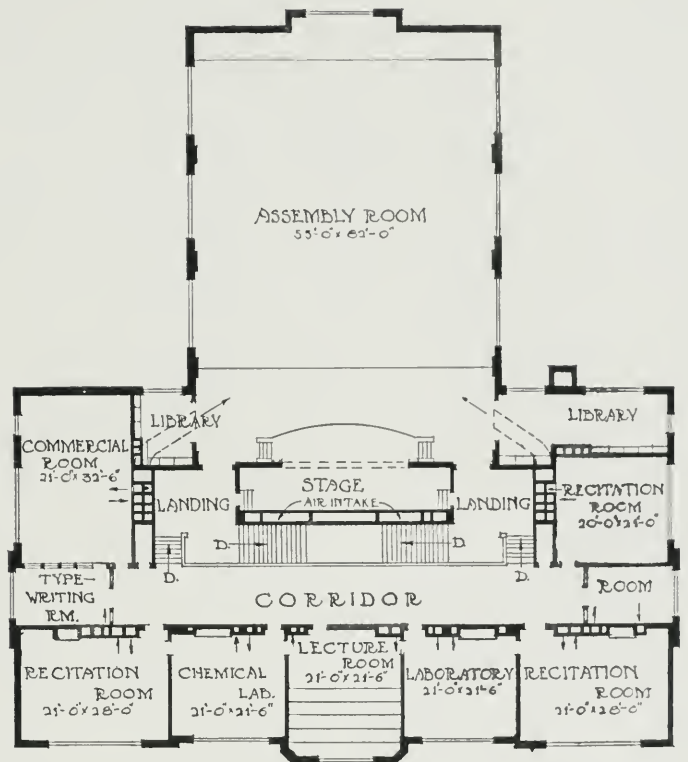 ASSEMBLY ROOM
55'-0" x 82'-0"
LIBRARY
LIBRARY
COMMERCIAL
ROOM
21'-0" x 32'-6"
STAGE
AIR INTAKE
LANDING
LANDING
RECITATION
ROOM
20'-0" x 21'-0"
D.
D.
D.
D.
TYPE-
WRITING
RM.
ROOM
CORRIDOR
RECITATION
ROOM
21'-0" x 28'-0"
CHEMICAL
LAB.
21'-0" x 21'-6"
LECTURE
ROOM
21'-0" x 21'-6"
LABORATORY
21'-0" x 21'-6"
RECITATION
ROOM
21'-0" x 28'-0"